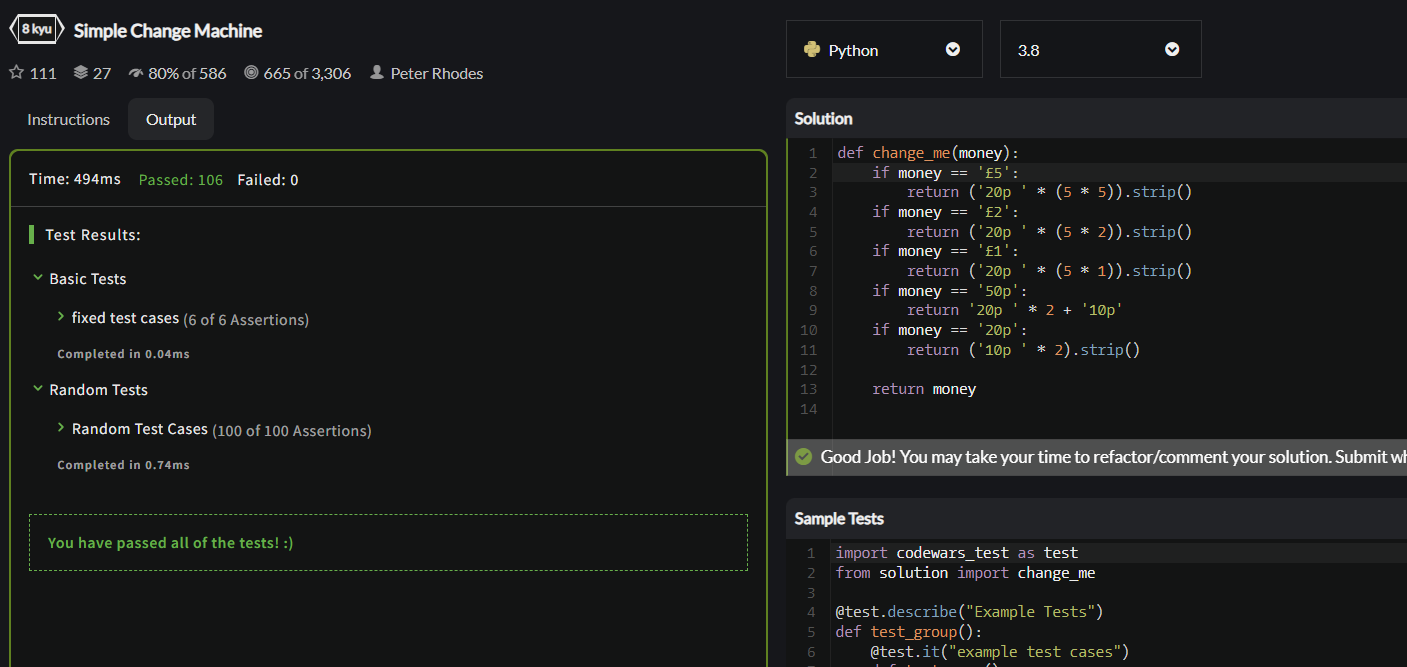 8 kyu Simple Change Machine
111 27 80% of 586 665 of 3,306 Peter Rhodes
Instructions Output
Time: 494ms Passed: 106 Failed: 0
Test Results:
Basic Tests
fixed test cases (6 of 6 Assertions)
Completed in 0.04ms
Random Tests
Random Test Cases (100 of 100 Assertions)
Completed in 0.74ms
You have passed all of the tests! :)
Python 3.8
Solution
1 def change_me(money):
2     if money == '£5':
3         return ('20p ' * (5 * 5)).strip()
4     if money == '£2':
5         return ('20p ' * (5 * 2)).strip()
6     if money == '£1':
7         return ('20p ' * (5 * 1)).strip()
8     if money == '50p':
9         return '20p ' * 2 + '10p'
10     if money == '20p':
11         return ('10p ' * 2).strip()
12
13     return money
14
Good Job! You may take your time to refactor/comment your solution. Submit wh
Sample Tests
1 import codewars_test as test
2 from solution import change_me
3
4 @test.describe("Example Tests")
5 def test_group():
6     @test.it("example test cases")